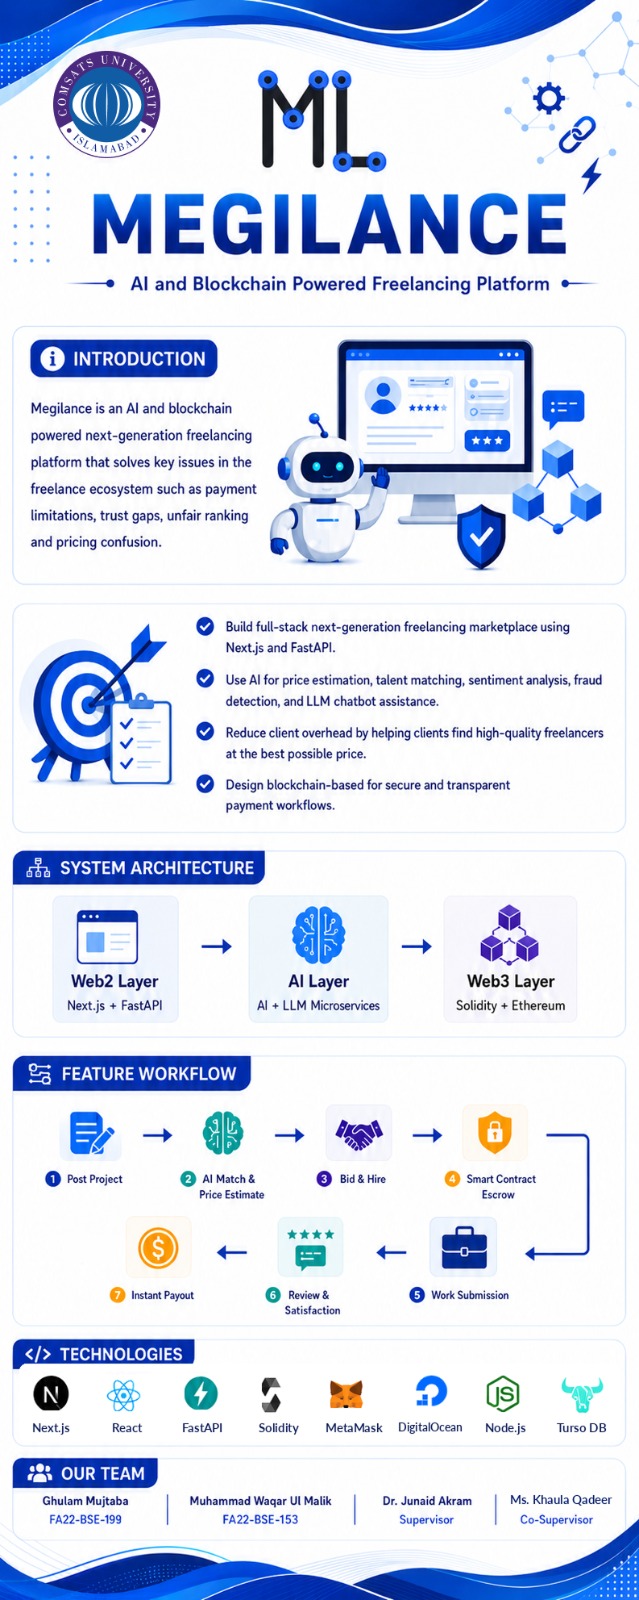 COMSATS UNIVERSITY
ISLAMABAD
ML
MEGILANCE
AI and Blockchain Powered Freelancing Platform
INTRODUCTION
Megilance is an AI and blockchain
powered next-generation freelancing
platform that solves key issues in the
freelance ecosystem such as payment
limitations, trust gaps, unfair ranking
and pricing confusion.
Build full-stack next-generation freelancing marketplace using
Next.js and FastAPI.
Use AI for price estimation, talent matching, sentiment analysis, fraud
detection, and LLM chatbot assistance.
Reduce client overhead by helping clients find high-quality freelancers
at the best possible price.
Design blockchain-based for secure and transparent
payment workflows.
SYSTEM ARCHITECTURE
Web2 Layer
Next.js + FastAPI
AI Layer
AI + LLM Microservices
Web3 Layer
Solidity + Ethereum
FEATURE WORKFLOW
1 Post Project
2 AI Match &
Price Estimate
3 Bid & Hire
4 Smart Contract
Escrow
5 Work Submission
6 Review &
Satisfaction
$
7 Instant Payout
</> TECHNOLOGIES
N
Next.js
React
FastAPI
Solidity
MetaMask
DigitalOcean
JS
Node.js
Turso DB
OUR TEAM
Ghulam Mujtaba
FA22-BSE-199
Muhammad Waqar Ul Malik
FA22-BSE-153
Dr. Junaid Akram
Supervisor
Ms. Khaula Qadeer
Co-Supervisor